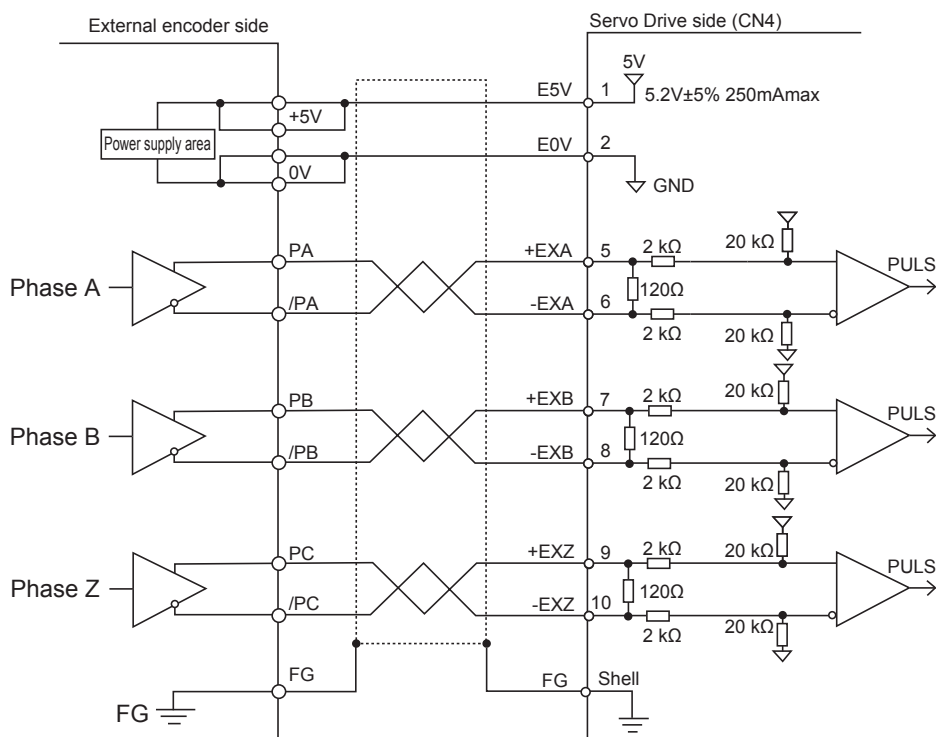 External encoder side
Servo Drive side (CN4)
5V
E5V
1
5.2V±5% 250mAmax
+5V
Power supply area
E0V
2
0V
GND
Phase A
PA
+EXA
5
2 kΩ
20 kΩ
PULS
120Ω
/PA
-EXA
6
2 kΩ
20 kΩ
Phase B
PB
+EXB
7
2 kΩ
20 kΩ
PULS
120Ω
/PB
-EXB
8
2 kΩ
20 kΩ
Phase Z
PC
+EXZ
9
2 kΩ
20 kΩ
PULS
120Ω
/PC
-EXZ
10
2 kΩ
20 kΩ
FG
FG
FG
Shell